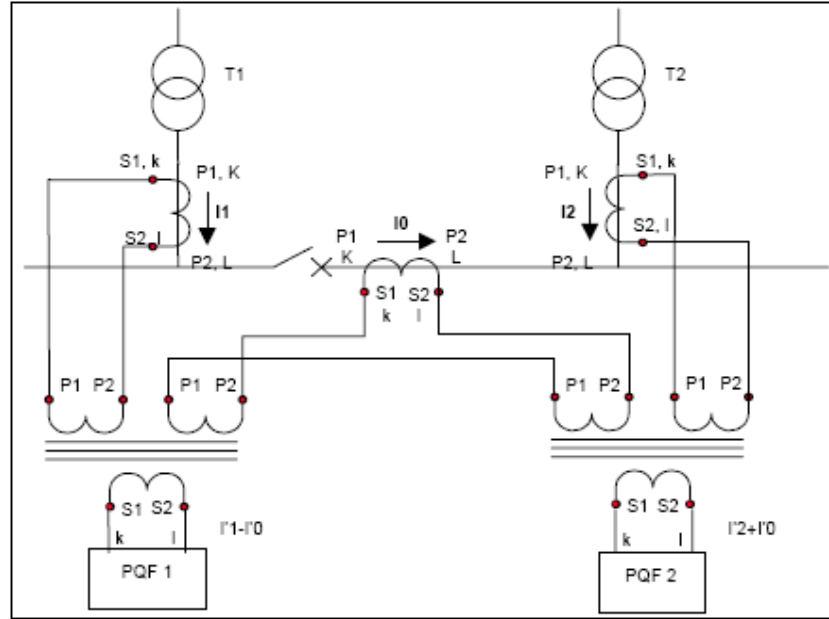 T1 T2
S1, k S1, k
P1, K P1, K
I1 I0 I2
S2, l P1 P2 S2, l
K L
P2, L P2, L
S1 S2
k l
P1 P2 P1 P2 P1 P2 P1 P2
S1 S2 I'1-I'0 S1 S2 I'2+I'0
k l k l
PQF 1 PQF 2